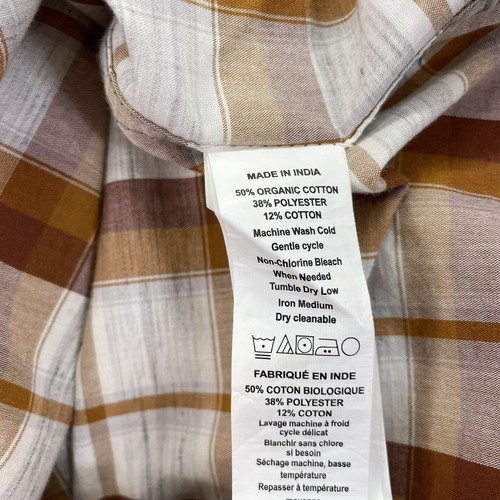 MADE IN INDIA
50% ORGANIC COTTON
38% POLYESTER
12% COTTON
Machine Wash Cold
Gentle cycle
Non-Chlorine Bleach
When Needed
Tumble Dry Low
Iron Medium
Dry cleanable
FABRIQUÉ EN INDE
50% COTON BIOLOGIQUE
38% POLYESTER
12% COTON
Lavage machine à froid
cycle délicat
Blanchir sans chlore
si besoin
Séchage machine, basse
température
Repasser à température